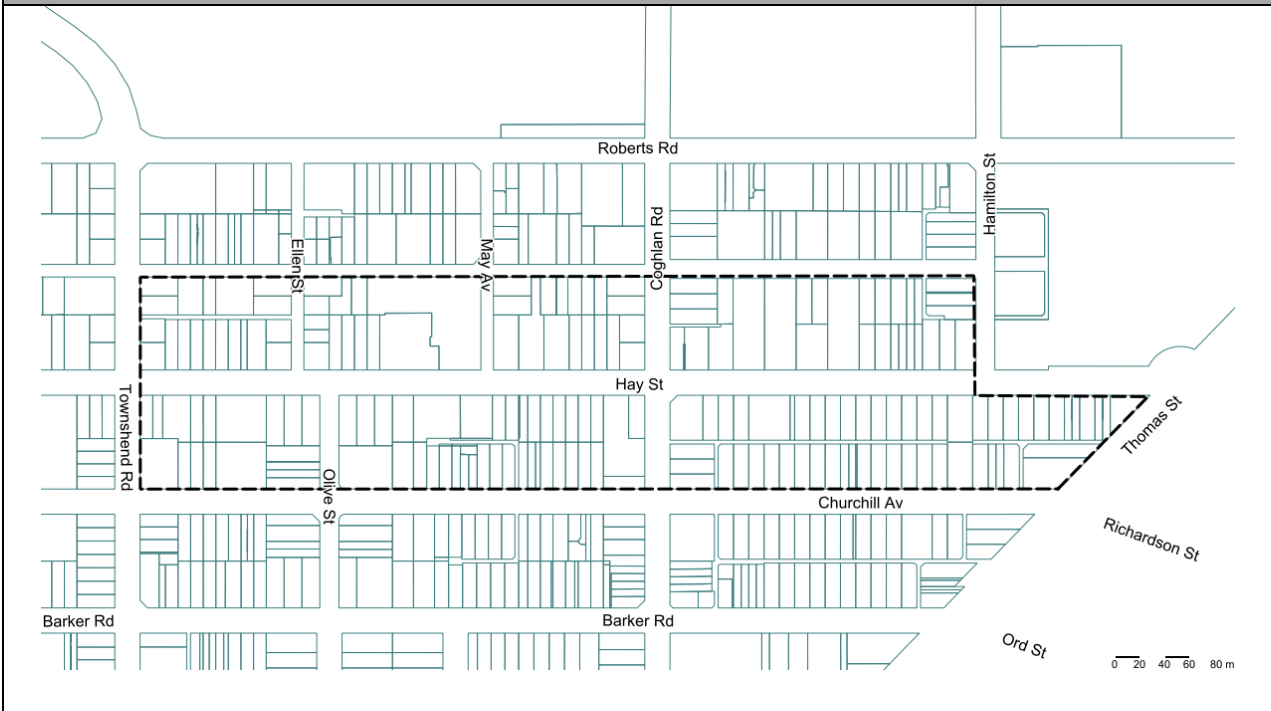 Roberts Rd
Hamilton St
Coghlan Rd
Ellen St
May Av
Hay St
Townshend Rd
Thomas St
Olive St
Churchill Av
Richardson St
Barker Rd
Barker Rd
Ord St
0 20 40 60 80 m